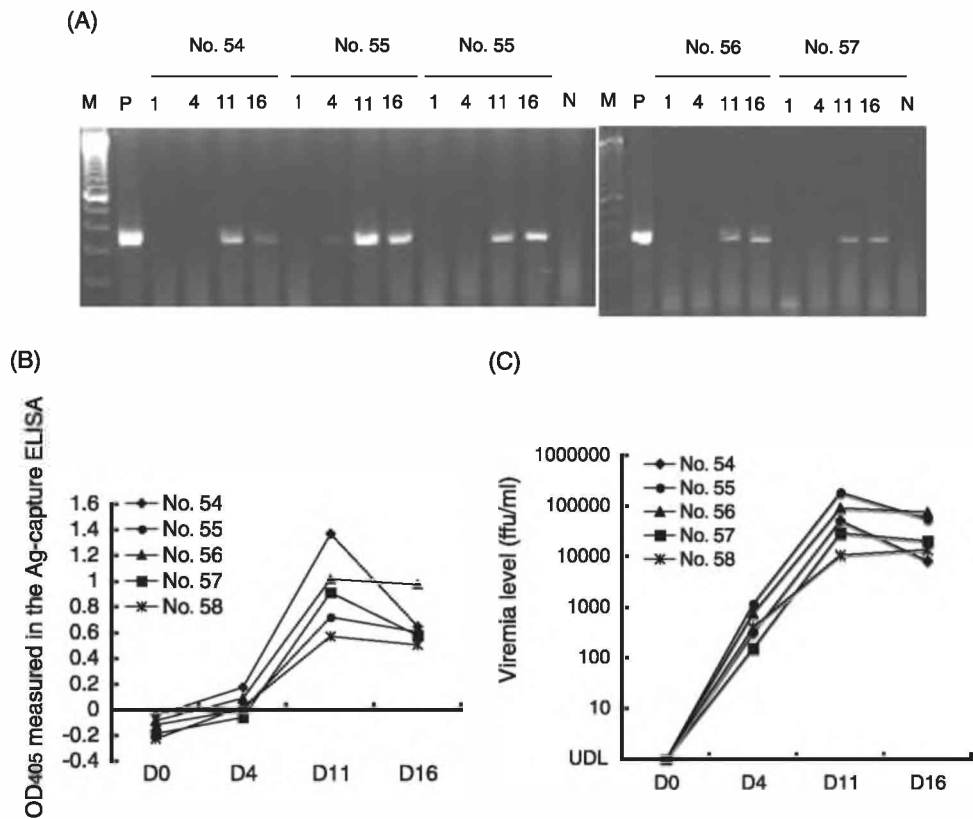 (A)
No. 54 No. 55 No. 55 No. 56 No. 57
M P 1 4 11 16 1 4 11 16 1 4 11 16 N M P 1 4 11 16 1 4 11 16 N
(B)
OD405 measured in the Ag-capture ELISA
1.6
1.4
1.2
1
0.8
0.6
0.4
0.2
0
-0.2
-0.4
No. 54
No. 55
No. 56
No. 57
No. 58
D0 D4 D11 D16
(C)
Viremia level (ffu/ml)
1000000
100000
10000
1000
100
10
UDL
No. 54
No. 55
No. 56
No. 57
No. 58
D0 D4 D11 D16